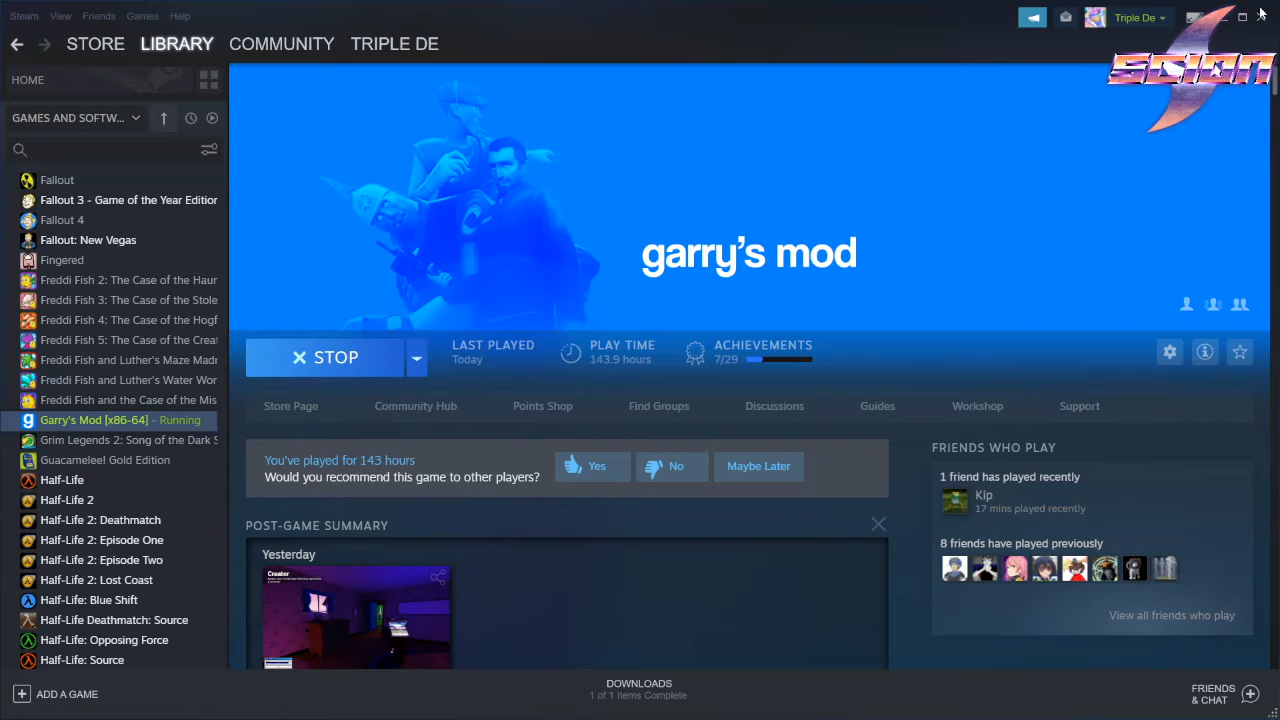 Steam View Friends Games Help
Triple De
STORE LIBRARY COMMUNITY TRIPLE DE
SCION
HOME
GAMES AND SOFTW...
Fallout
Fallout 3 - Game of the Year Edition
Fallout 4
Fallout: New Vegas
Fingered
Freddi Fish 2: The Case of the Haur
Freddi Fish 3: The Case of the Stole
Freddi Fish 4: The Case of the Hogf
Freddi Fish 5: The Case of the Crea
Freddi Fish and Luther's Maze Madr
Freddi Fish and Luther's Water Wor
Freddi Fish and the Case of the Mis
g Garry's Mod [x86-64] - Running
Grim Legends 2: Song of the Dark S
Guacamelee! Gold Edition
Half-Life
Half-Life 2
Half-Life 2: Deathmatch
Half-Life 2: Episode One
Half-Life 2: Episode Two
Half-Life 2: Lost Coast
Half-Life: Blue Shift
Half-Life Deathmatch: Source
Half-Life: Opposing Force
Half-Life: Source
garry's mod
STOP
LAST PLAYED
Today
PLAY TIME
143.9 hours
ACHIEVEMENTS
7/29
Store Page Community Hub Points Shop Find Groups Discussions Guides Workshop Support
You've played for 143 hours
Would you recommend this game to other players?
Yes No Maybe Later
POST-GAME SUMMARY
Yesterday
Creator
FRIENDS WHO PLAY
1 friend has played recently
Kip
17 mins played recently
8 friends have played previously
View all friends who play
ADD A GAME
DOWNLOADS
1 of 1 Items Complete
FRIENDS
& CHAT